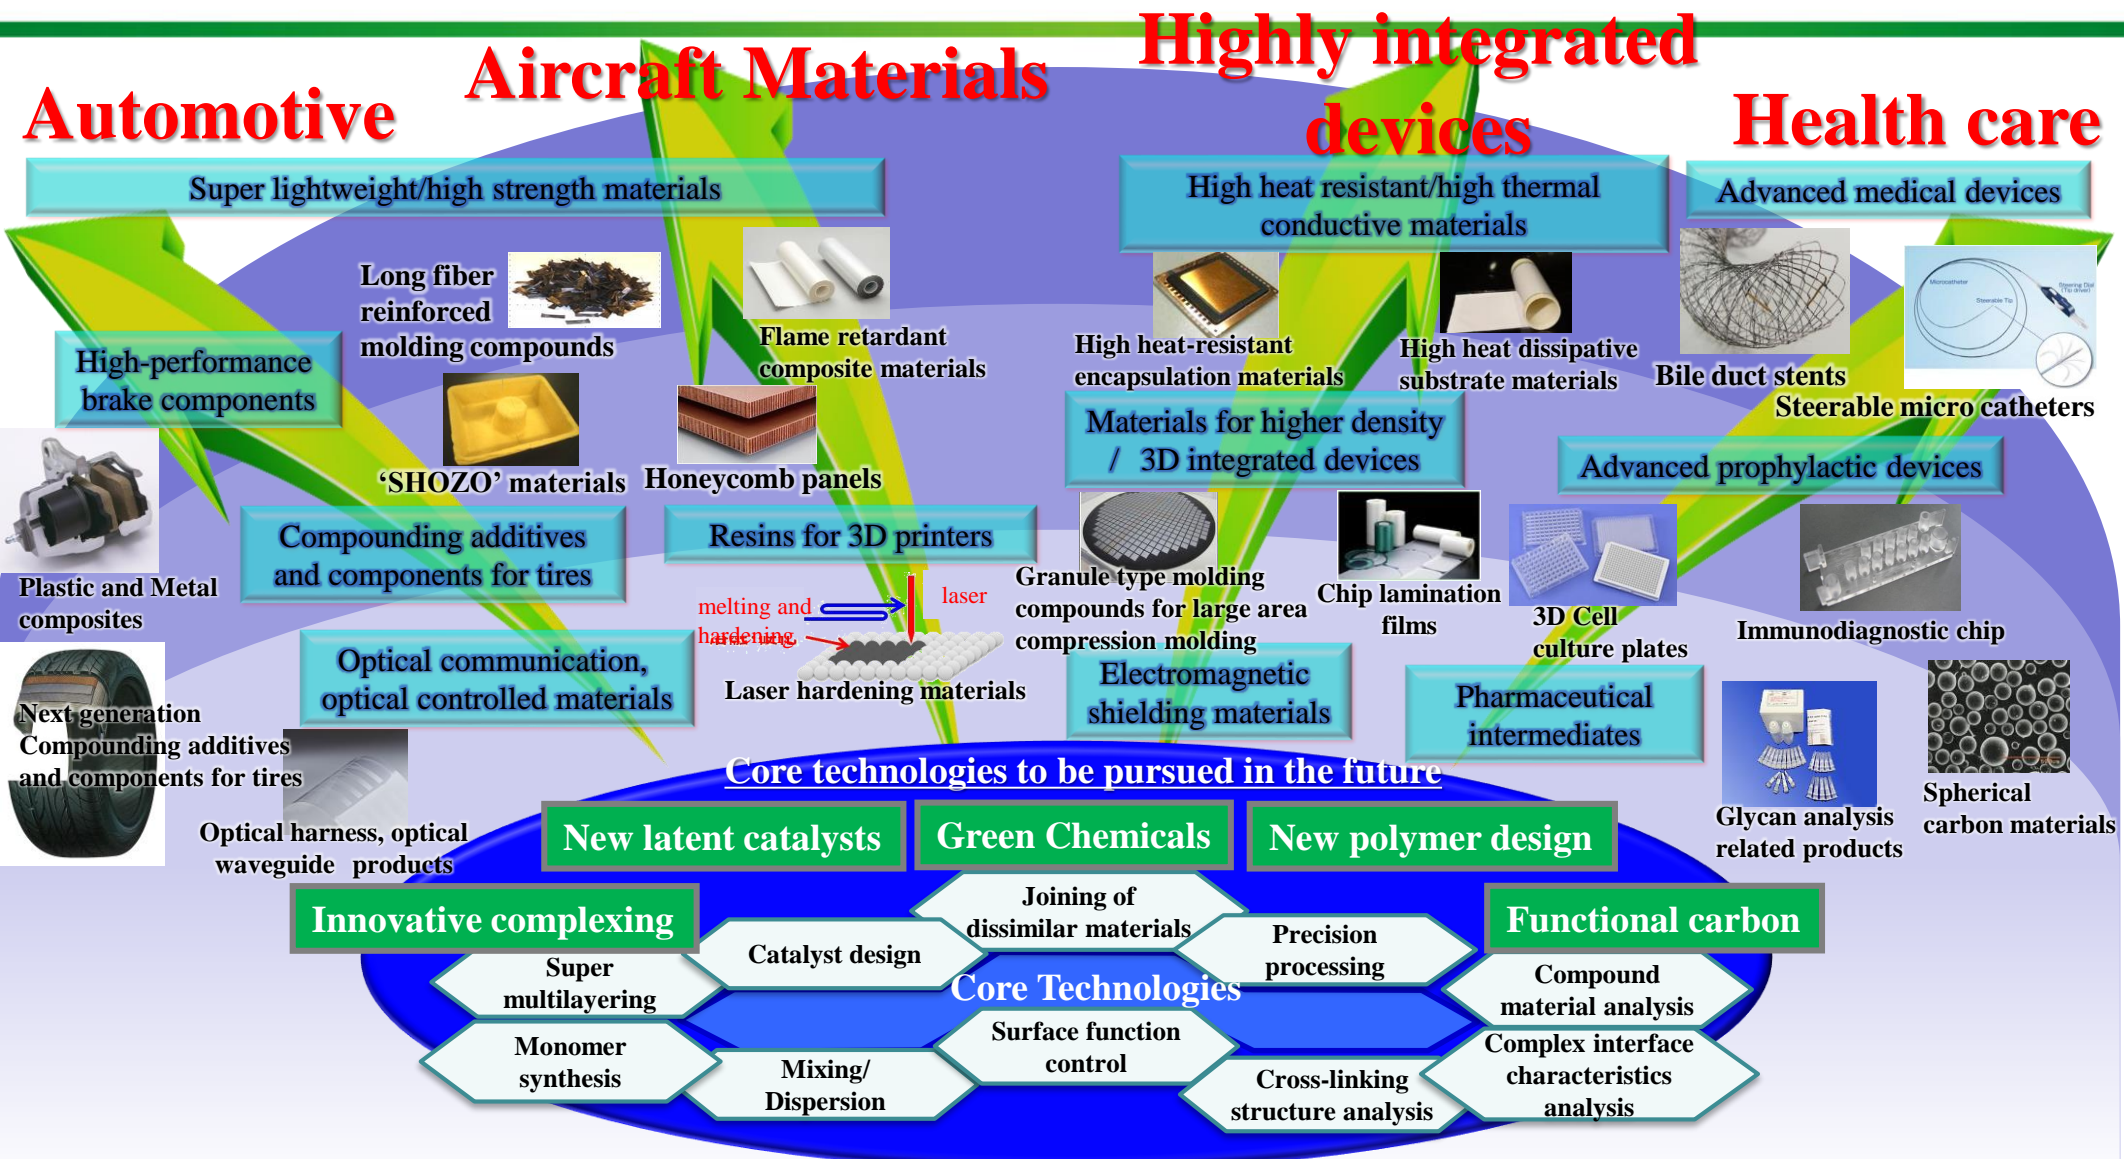 Automotive
Aircraft Materials
Highly integrated
devices
Health care
Super lightweight/high strength materials
High heat resistant/high thermal
conductive materials
Advanced medical devices
Long fiber
reinforced
molding compounds
Flame retardant
composite materials
High heat-resistant
encapsulation materials
High heat dissipative
substrate materials
Bile duct stents
Microcatheter
Steerable Tip
Steering Dial
Steerable micro catheters
High-performance
brake components
‘SHOZO’ materials
Honeycomb panels
Materials for higher density
/ 3D integrated devices
Advanced prophylactic devices
Plastic and Metal
composites
Compounding additives
and components for tires
Resins for 3D printers
melting and
hardening
laser
Laser hardening materials
Granule type molding
compounds for large area
compression molding
Chip lamination
films
3D Cell
culture plates
Immunodiagnostic chip
Optical communication,
optical controlled materials
Electromagnetic
shielding materials
Pharmaceutical
intermediates
Next generation
Compounding additives
and components for tires
Optical harness, optical
waveguide products
Glycan analysis
related products
Spherical
carbon materials
Core technologies to be pursued in the future
New latent catalysts
Green Chemicals
New polymer design
Innovative complexing
Functional carbon
Joining of
dissimilar materials
Catalyst design
Precision
processing
Super
multilayering
Core Technologies
Compound
material analysis
Monomer
synthesis
Mixing/
Dispersion
Surface function
control
Cross-linking
structure analysis
Complex interface
characteristics
analysis